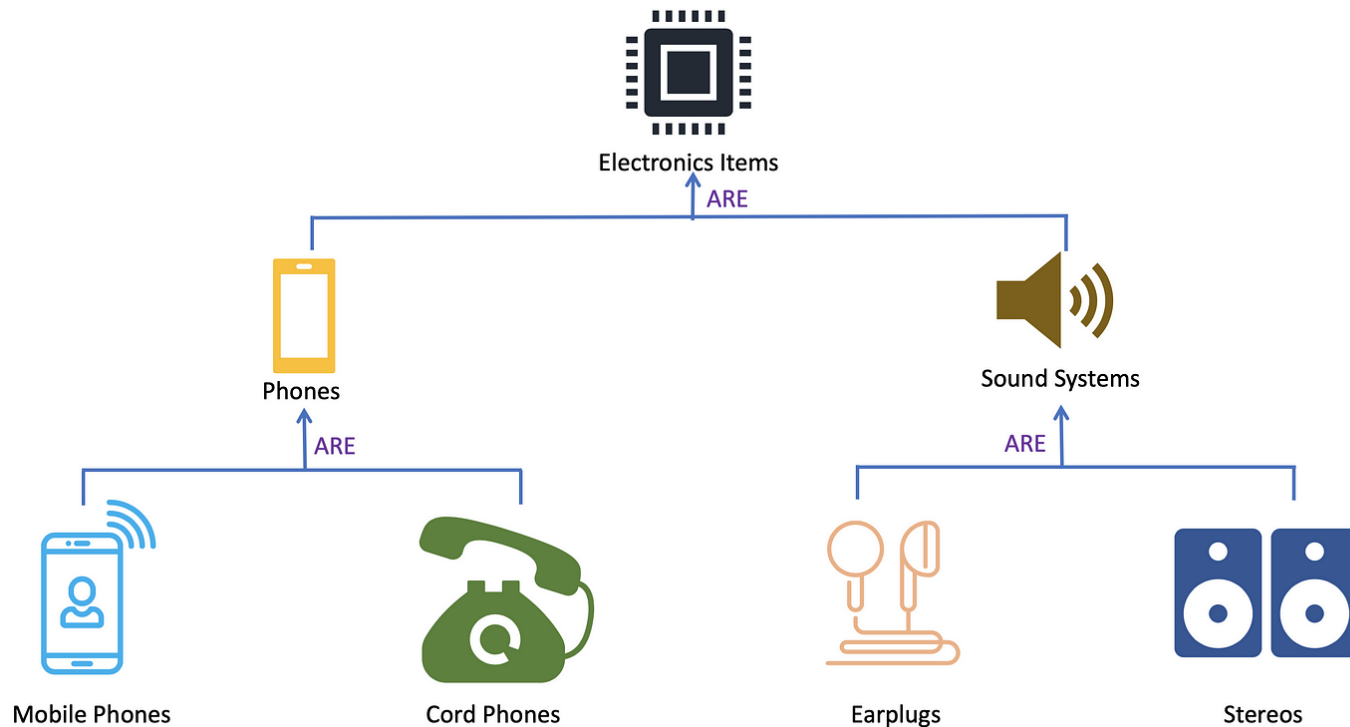 Electronics Items
ARE
Phones
Sound Systems
ARE
ARE
Mobile Phones
Cord Phones
Earplugs
Stereos